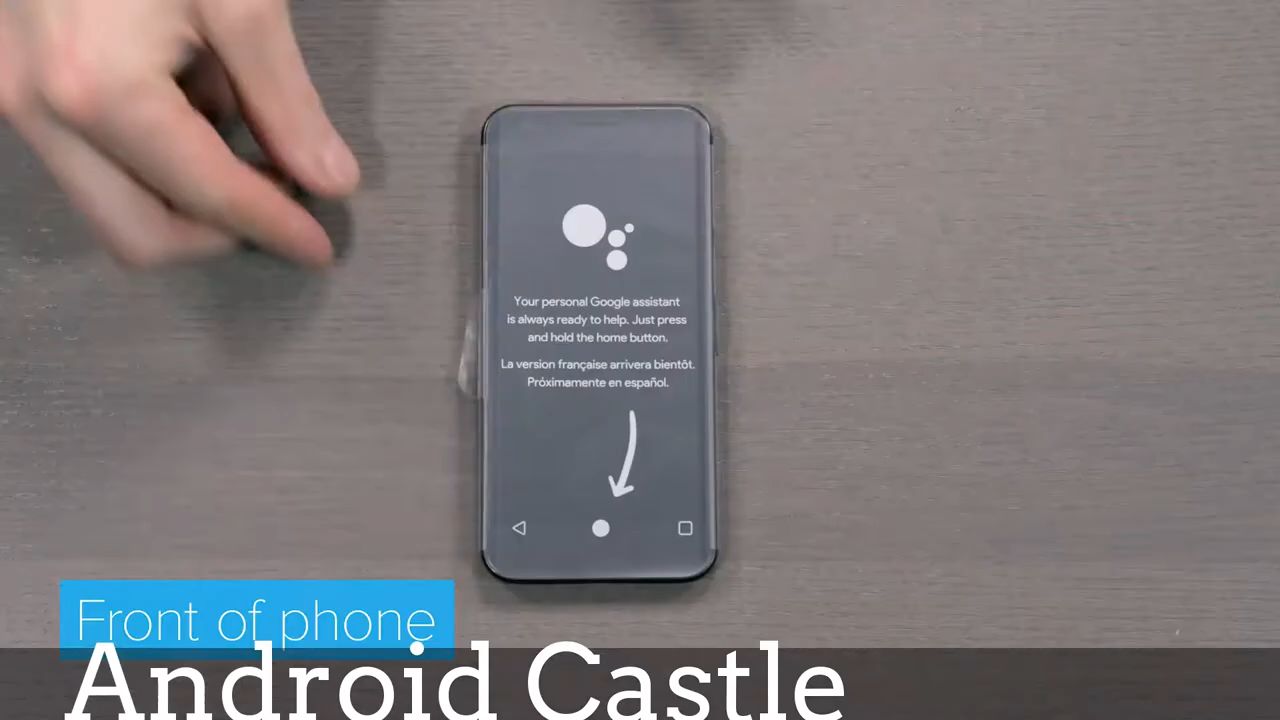 Your personal Google assistant
is always ready to help. Just press
and hold the home button.
La version française arrivera bientôt.
Próximamente en español.
Front of phone
Android Castle